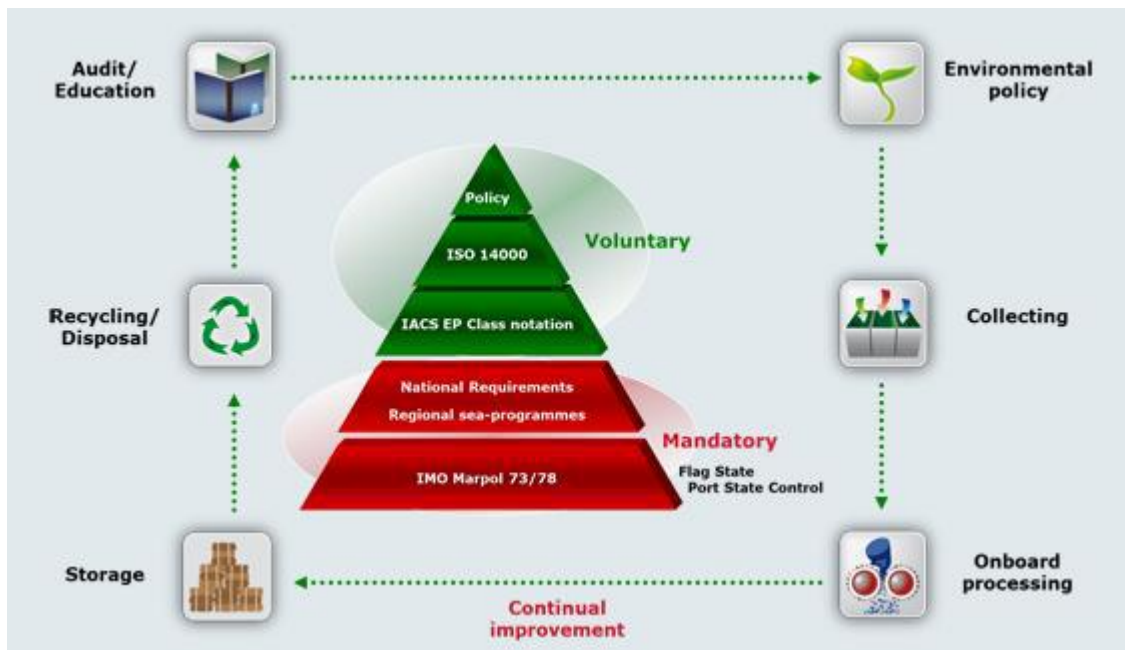 Audit/
Education
Environmental
policy
Policy
ISO 14000
Voluntary
IACS EP Class notation
Recycling/
Disposal
Collecting
National Requirements
Regional sea-programmes
Mandatory
IMO Marpol 73/78
Flag State
Port State Control
Storage
Onboard
processing
Continual
improvement